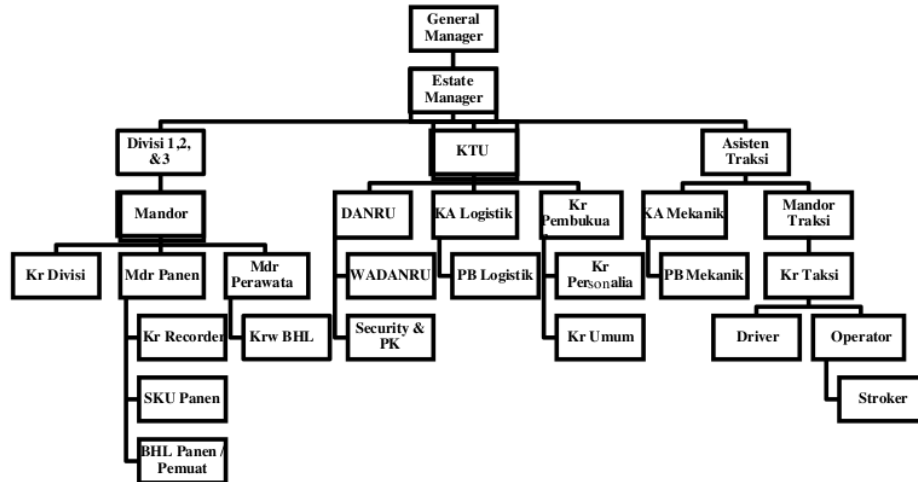 General
Manager
Estate
Manager
Divisi 1,2,
&3
KTU
Asisten
Traksi
Mandor
DANRU
KA Logistik
Kr
Pembukua
KA Mekanik
Mandor
Traksi
Kr Divisi
Mdr Panen
Mdr
Perawata
WADANRU
PB Logistik
Kr
Personalia
PB Mekanik
Kr Taksi
Kr Recorder
Krw BHL
Security &
PK
Kr Umum
Driver
Operator
SKU Panen
Stroker
BHL Panen /
Pemuat